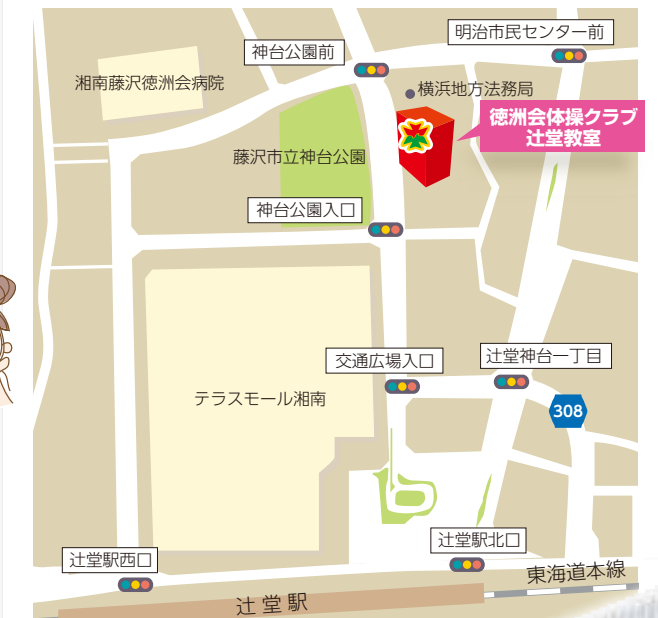 明治市民センター前
神台公園前
湘南藤沢徳洲会病院
横浜地方法務局
徳洲会体操クラブ
辻堂教室
藤沢市立神台公園
神台公園入口
交通広場入口
辻堂神台一丁目
テラスモール湘南
308
辻堂駅北口
辻堂駅西口
東海道本線
辻堂駅